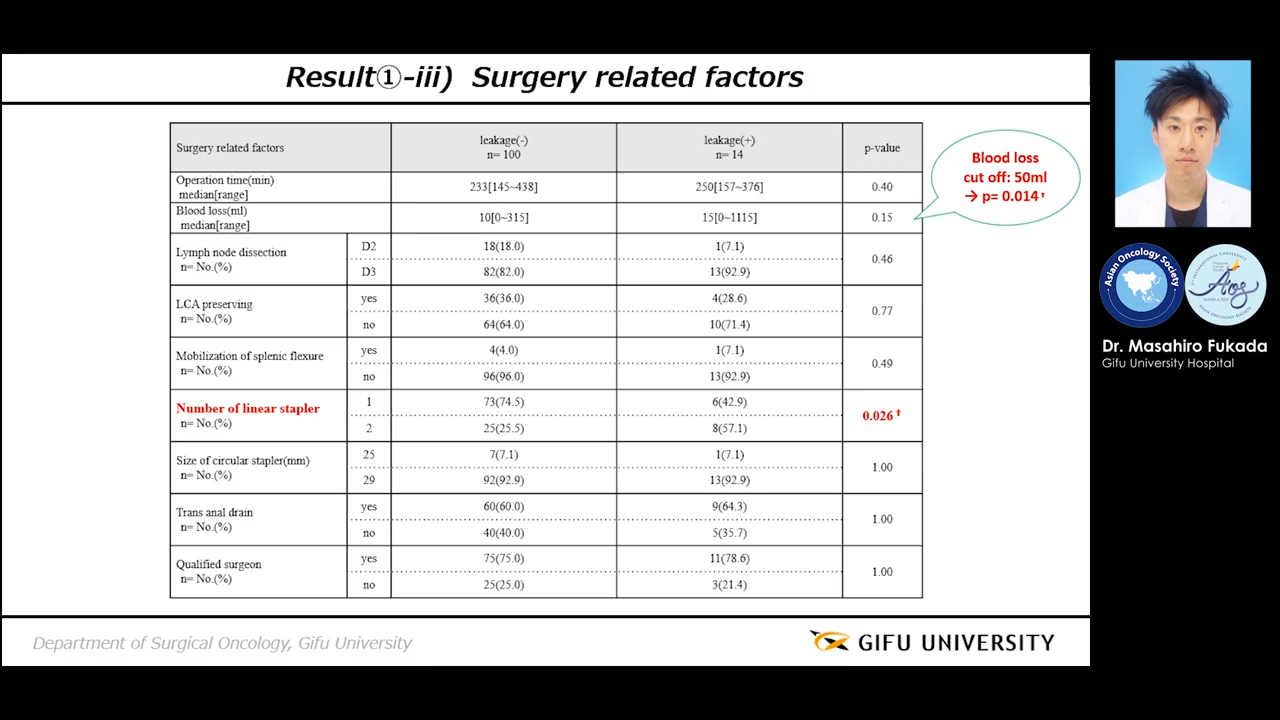 Result①-iii) Surgery related factors
Surgery related factors
leakage(-)
n= 100
leakage(+)
n= 14
p-value
Operation time(min)
median[range]
233[145~438]
250[157~376]
0.40
Blood loss(ml)
median[range]
10[0~315]
15[0~1115]
0.15
Lymph node dissection
n= No.(%)
D2
18(18.0)
1(7.1)
0.46
D3
82(82.0)
13(92.9)
LCA preserving
n= No.(%)
yes
36(36.0)
4(28.6)
0.77
no
64(64.0)
10(71.4)
Mobilization of splenic flexure
n= No.(%)
yes
4(4.0)
1(7.1)
0.49
no
96(96.0)
13(92.9)
Number of linear stapler
n= No.(%)
1
73(74.5)
6(42.9)
0.026†
2
25(25.5)
8(57.1)
Size of circular stapler(mm)
n= No.(%)
25
7(7.1)
1(7.1)
1.00
29
92(92.9)
13(92.9)
Trans anal drain
n= No.(%)
yes
60(60.0)
9(64.3)
1.00
no
40(40.0)
5(35.7)
Qualified surgeon
n= No.(%)
yes
75(75.0)
11(78.6)
1.00
no
25(25.0)
3(21.4)
Blood loss
cut off: 50ml
→ p= 0.014†
Department of Surgical Oncology, Gifu University
GIFU UNIVERSITY
Asian Oncology Society
Dr. Masahiro Fukada
Gifu University Hospital